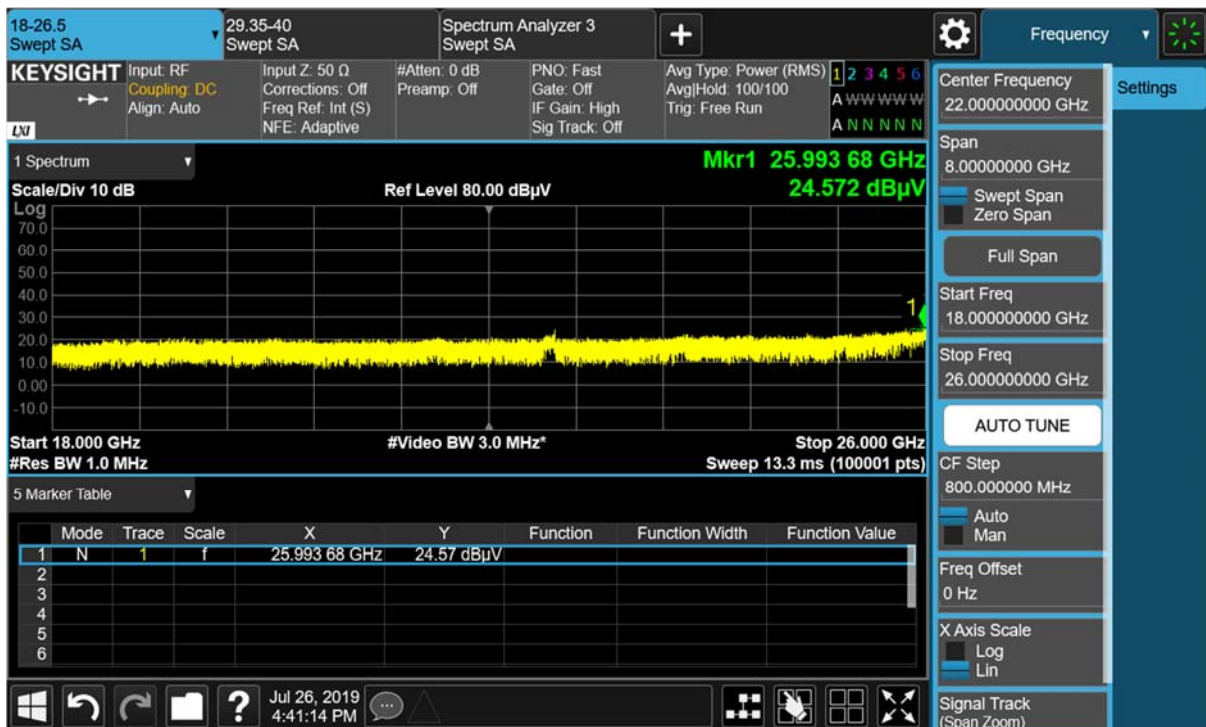 18-26.5
Swept SA
29.35-40
Swept SA
Spectrum Analyzer 3
Swept SA
+
Frequency
KEYSIGHT
LXI
Input: RF
Coupling: DC
Align: Auto
Input Z: 50 Ω
Corrections: Off
Freq Ref: Int (S)
NFE: Adaptive
#Atten: 0 dB
Preamp: Off
PNO: Fast
Gate: Off
IF Gain: High
Sig Track: Off
Avg Type: Power (RMS)
Avg|Hold: 100/100
Trig: Free Run
1 2 3 4 5 6
A W W W W W
A N N N N N
1 Spectrum
Scale/Div 10 dB
Ref Level 80.00 dBµV
Mkr1 25.993 68 GHz
24.572 dBµV
Log
70.0
60.0
50.0
40.0
30.0
20.0
10.0
0.00
-10.0
1
Start 18.000 GHz
#Video BW 3.0 MHz*
Stop 26.000 GHz
#Res BW 1.0 MHz
Sweep 13.3 ms (100001 pts)
5 Marker Table
Mode Trace Scale X Y Function Function Width Function Value
1 N 1 f 25.993 68 GHz 24.57 dBµV
2
3
4
5
6
?
Jul 26, 2019
4:41:14 PM
Center Frequency
22.000000000 GHz
Settings
Span
8.00000000 GHz
Swept Span
Zero Span
Full Span
Start Freq
18.000000000 GHz
Stop Freq
26.000000000 GHz
AUTO TUNE
CF Step
800.000000 MHz
Auto
Man
Freq Offset
0 Hz
X Axis Scale
Log
Lin
Signal Track
(Span Zoom)